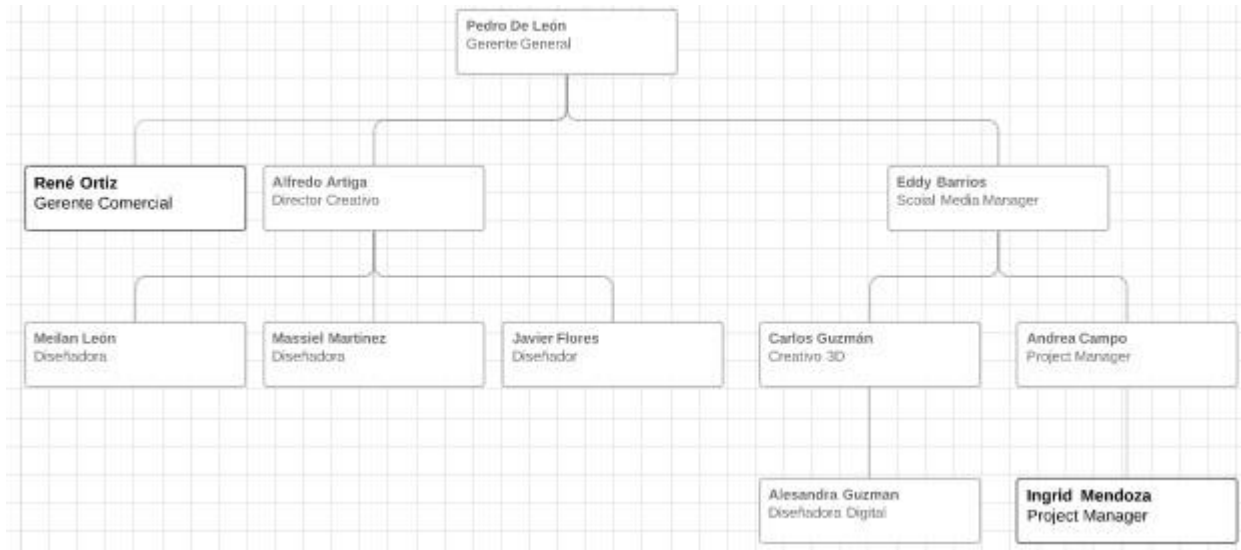 Pedro De León
Gerente General
René Ortiz
Gerente Comercial
Alfredo Artiga
Director Creativo
Eddy Barrios
Scoial Media Manager
Meilan León
Diseñadora
Massiel Martinez
Diseñadora
Javier Flores
Diseñador
Carlos Guzmán
Creativo 3D
Andrea Campo
Project Manager
Alesandra Guzman
Diseñadora Digital
Ingrid Mendoza
Project Manager